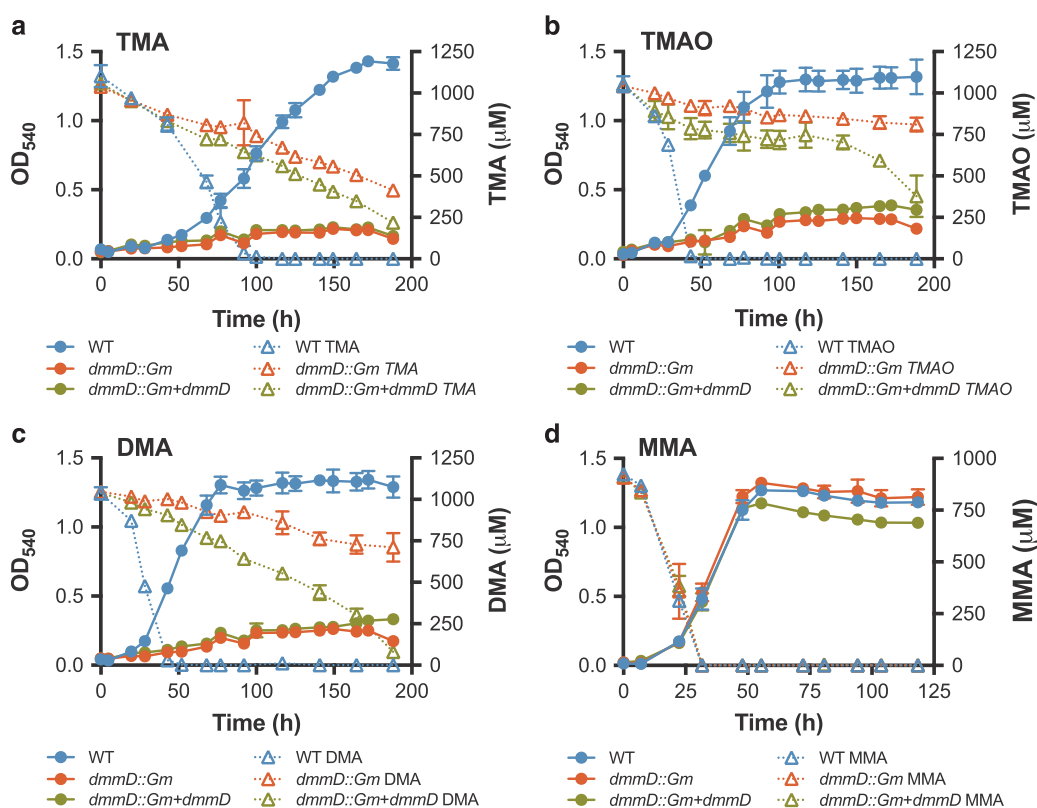 a
TMA
1.5
1.0
0.5
0.0
OD540
1250
1000
750
500
250
0
TMA (μM)
0 50 100 150 200
Time (h)
WT
dmmD::Gm
dmmD::Gm+dmmD
WT TMA
dmmD::Gm TMA
dmmD::Gm+dmmD TMA
b
TMAO
1.5
1.0
0.5
0.0
OD540
1250
1000
750
500
250
0
TMAO (μM)
0 50 100 150 200
Time (h)
WT
dmmD::Gm
dmmD::Gm+dmmD
WT TMAO
dmmD::Gm TMAO
dmmD::Gm+dmmD TMAO
c
DMA
1.5
1.0
0.5
0.0
OD540
1250
1000
750
500
250
0
DMA (μM)
0 50 100 150 200
Time (h)
WT
dmmD::Gm
dmmD::Gm+dmmD
WT DMA
dmmD::Gm DMA
dmmD::Gm+dmmD DMA
d
MMA
1.5
1.0
0.5
0.0
OD540
1000
750
500
250
0
MMA (μM)
0 25 50 75 100 125
Time (h)
WT
dmmD::Gm
dmmD::Gm+dmmD
WT MMA
dmmD::Gm MMA
dmmD::Gm+dmmD MMA